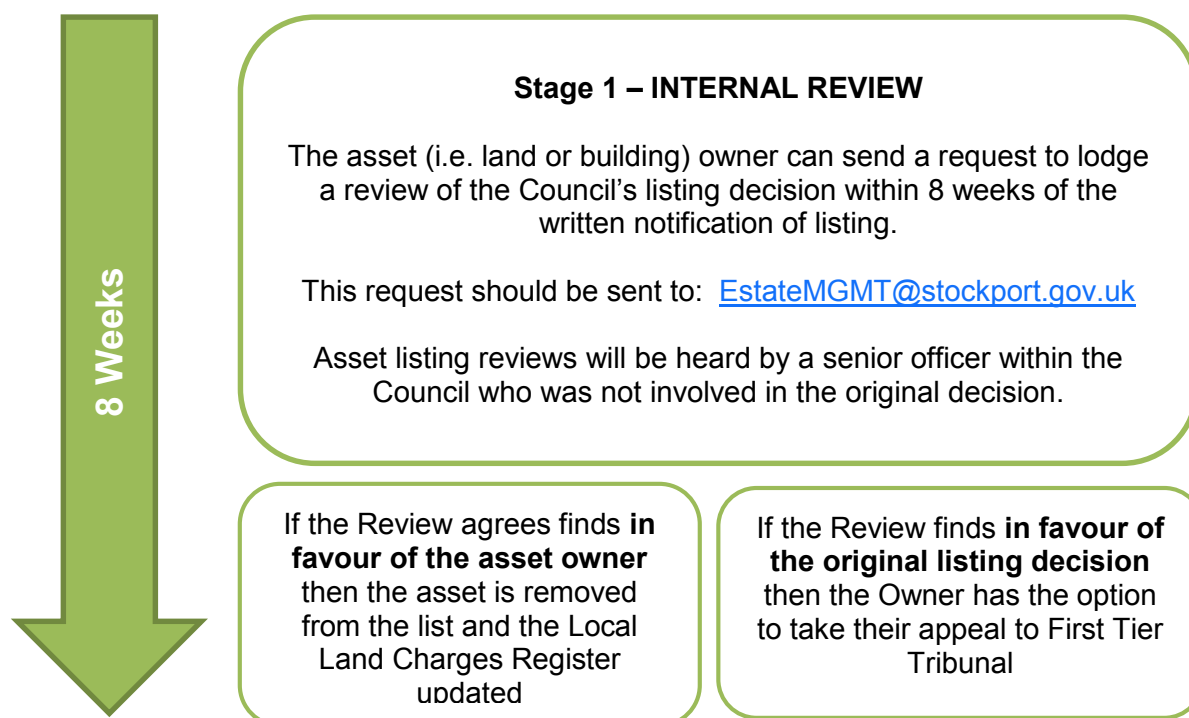 8 Weeks
Stage 1 – INTERNAL REVIEW
The asset (i.e. land or building) owner can send a request to lodge
a review of the Council’s listing decision within 8 weeks of the
written notification of listing.
This request should be sent to: EstateMGMT@stockport.gov.uk
Asset listing reviews will be heard by a senior officer within the
Council who was not involved in the original decision.
If the Review agrees finds in
favour of the asset owner
then the asset is removed
from the list and the Local
Land Charges Register
updated
If the Review finds in favour of
the original listing decision
then the Owner has the option
to take their appeal to First Tier
Tribunal